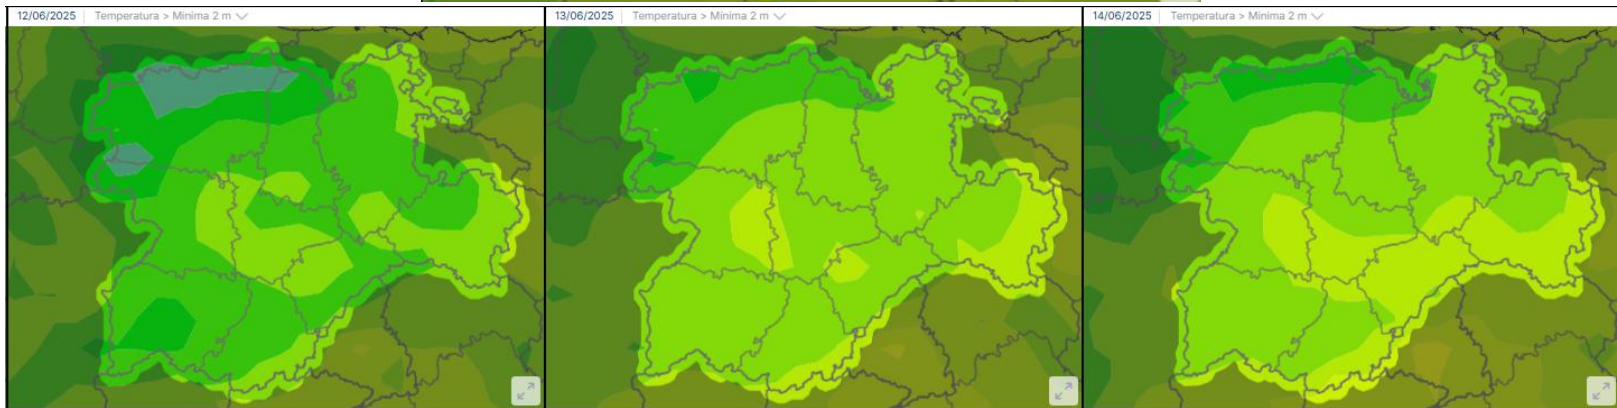 12/06/2025 Temperatura > Mínima 2 m
13/06/2025 Temperatura > Mínima 2 m
14/06/2025 Temperatura > Mínima 2 m